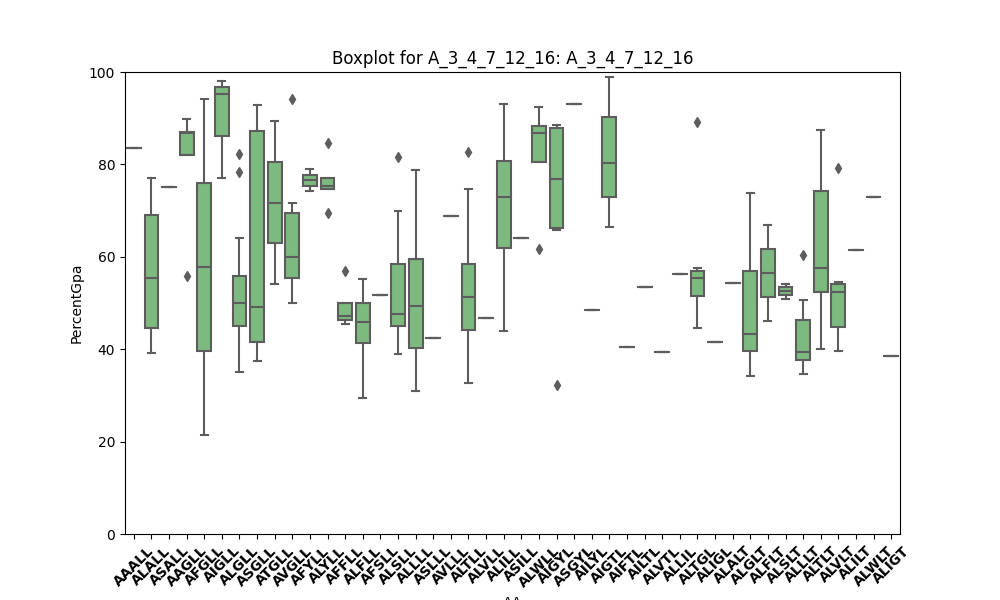 Boxplot for A_3_4_7_12_16: A_3_4_7_12_16
PercentGpa
100
80
60
40
20
0
AAALL
ALALL
ASALL
AAGLL
AFGLL
AIGLL
ALGLL
ASGLL
ATGLL
AVGLL
AFYLL
ALYLL
AFFLL
ALFLL
AFSLL
ALSLL
ALLLL
ASLLL
AVLLL
ALTLL
ALVLL
ALILL
ASILL
ALWLL
AIGYL
ASGYL
AILYL
AIGTL
AIFTL
AILTL
ALVTL
ALLIL
ALTGL
ALIGL
ALALT
ALGLT
ALFLT
ALSLT
ALLLT
ALTLT
ALVLT
ALILT
ALWLT
ALIGT